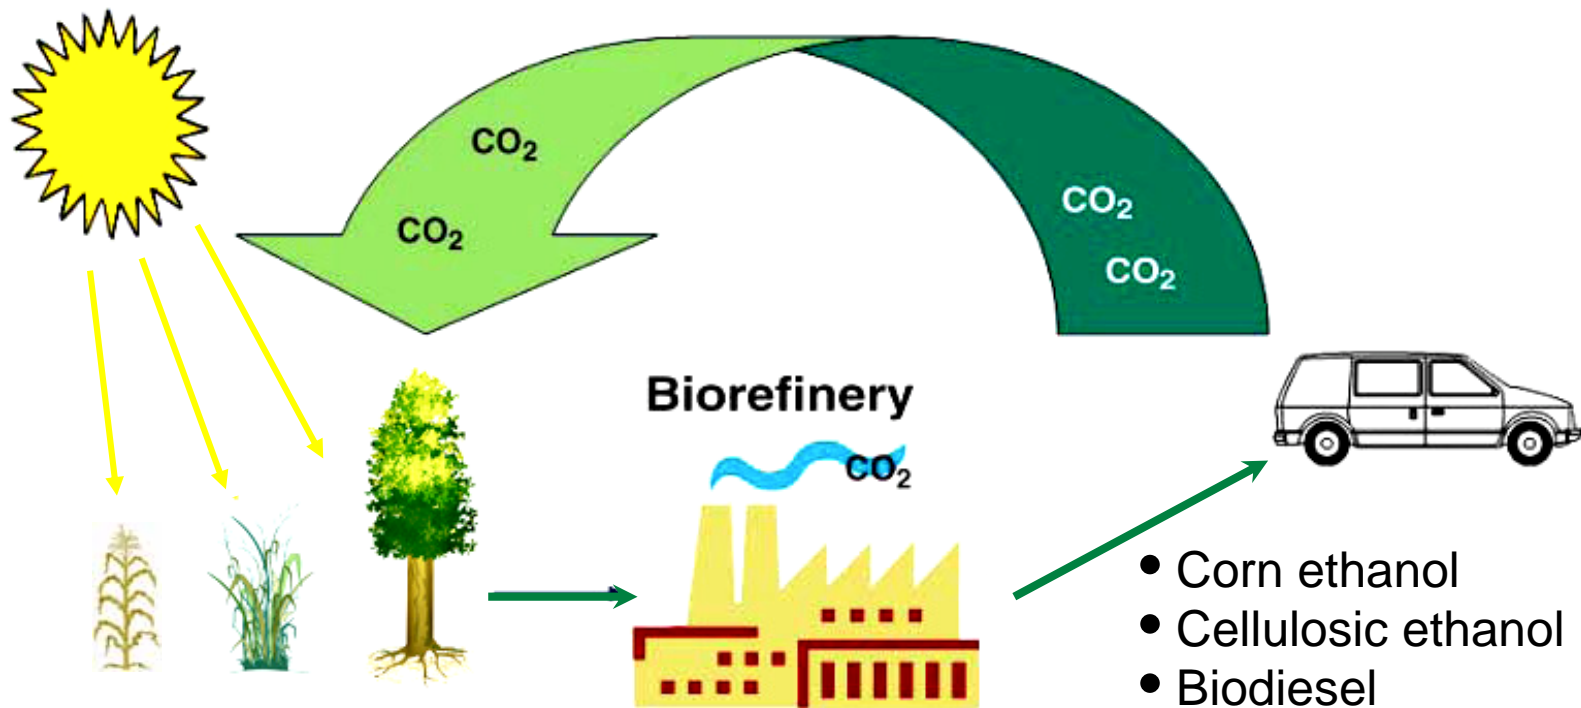 CO₂
CO₂
CO₂
CO₂
Biorefinery
CO₂
• Corn ethanol
• Cellulosic ethanol
• Biodiesel